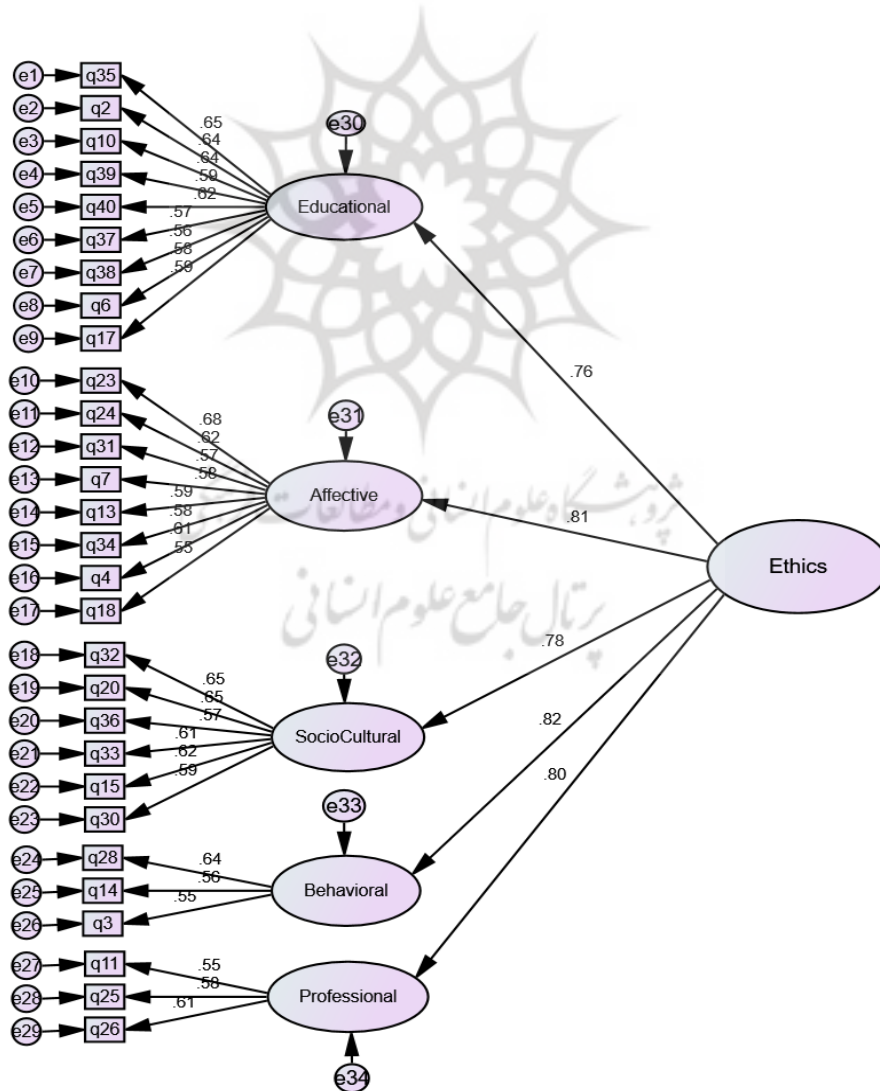 e1 q35
e2 q2
e3 q10
e4 q39
e5 q40
e6 q37
e7 q38
e8 q6
e9 q17
.65
.64
.64
.59
.62
.57
.56
.58
.59
e30
Educational
.76
e10 q23
e11 q24
e12 q31
e13 q7
e14 q13
e15 q34
e16 q4
e17 q18
.68
.62
.57
.58
.59
.58
.61
.55
e31
Affective
.81
Ethics
پژوهشگاه علوم انسانی و مطالعات فرهنگی
پرتال جامع علوم انسانی
e18 q32
e19 q20
e20 q36
e21 q33
e22 q15
e23 q30
.65
.65
.57
.61
.62
.59
e32
SocioCultural
.78
e24 q28
e25 q14
e26 q3
.64
.56
.55
e33
Behavioral
.82
e27 q11
e28 q25
e29 q26
.55
.58
.61
Professional
e34
.80